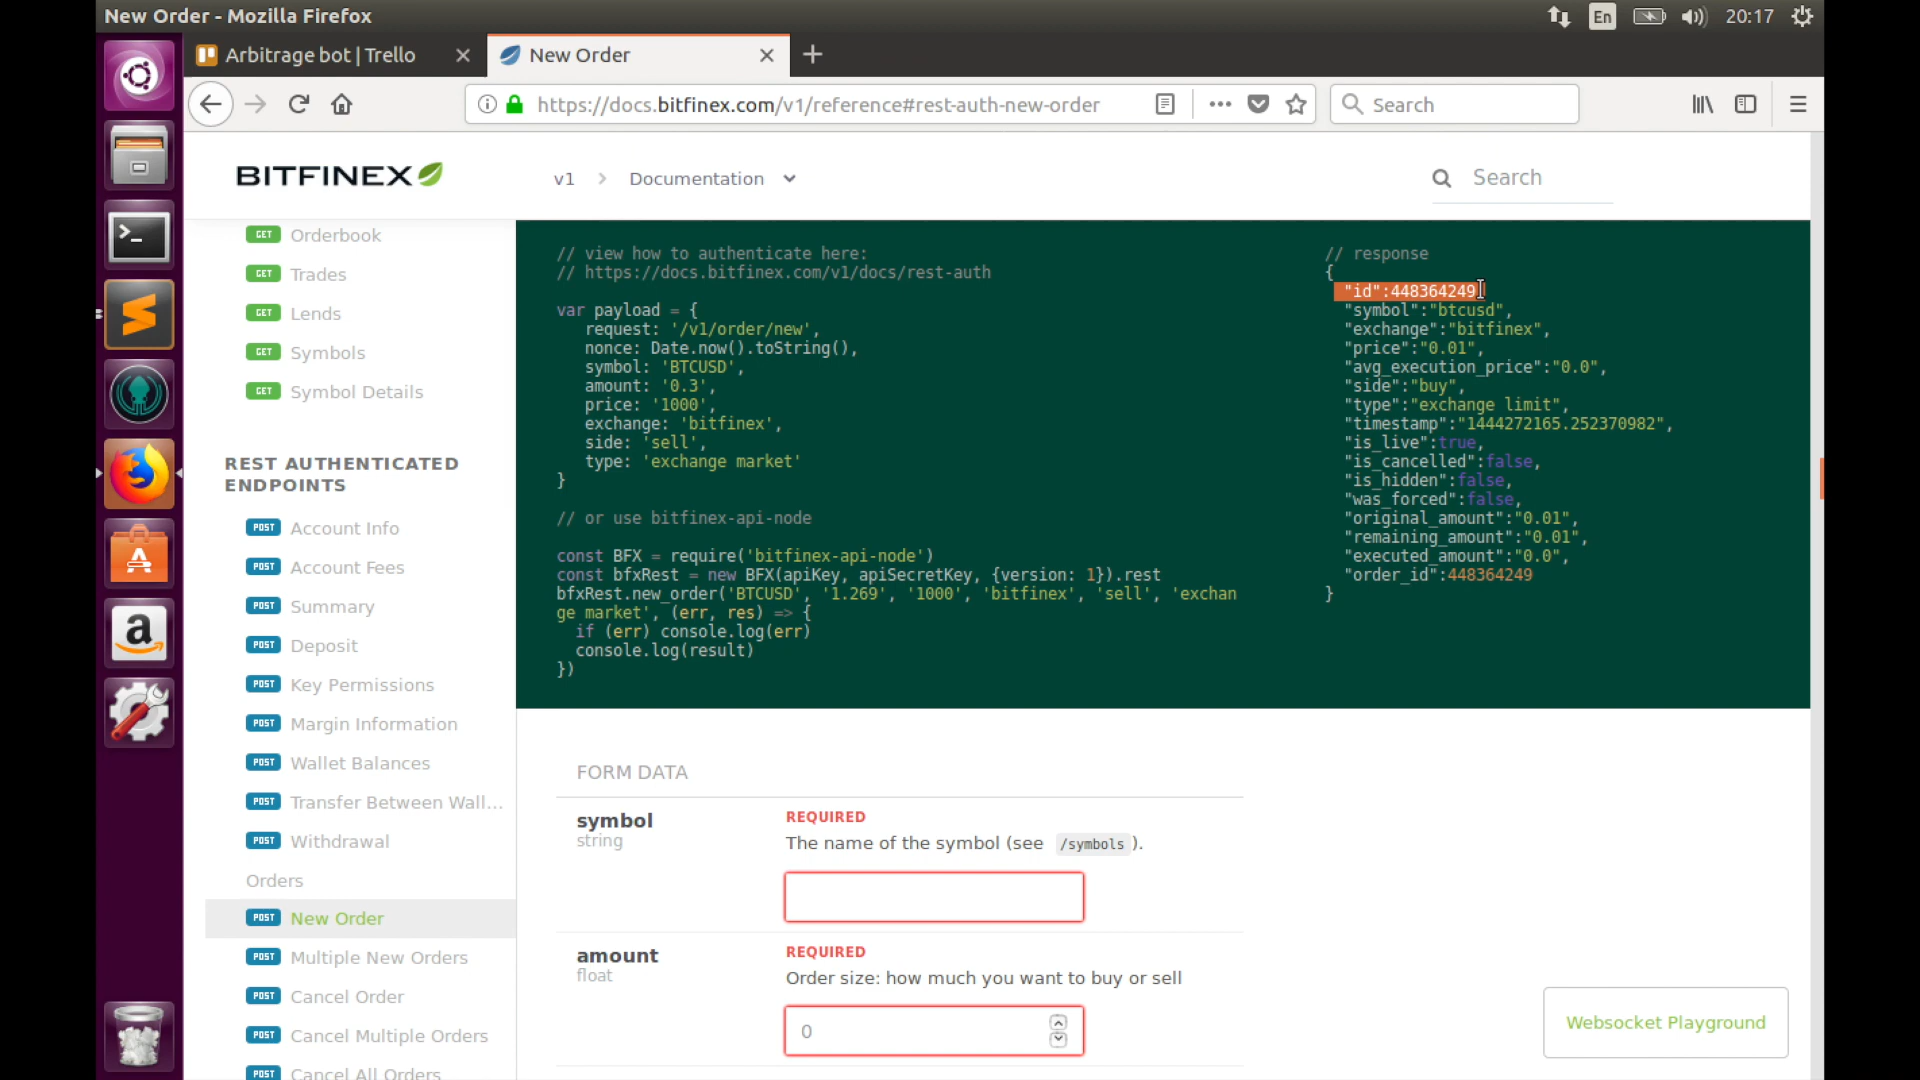 New Order - Mozilla Firefox
En
20:17
Arbitrage bot | Trello
New Order
https://docs.bitfinex.com/v1/reference#rest-auth-new-order
Search
BITFINEX
v1
Documentation
Search
GET Orderbook
GET Trades
GET Lends
GET Symbols
GET Symbol Details
REST AUTHENTICATED
ENDPOINTS
POST Account Info
POST Account Fees
POST Summary
POST Deposit
POST Key Permissions
POST Margin Information
POST Wallet Balances
POST Transfer Between Wall...
POST Withdrawal
Orders
POST New Order
POST Multiple New Orders
POST Cancel Order
POST Cancel Multiple Orders
POST Cancel All Orders
// view how to authenticate here:
// https://docs.bitfinex.com/v1/docs/rest-auth
var payload = {
request: '/v1/order/new',
nonce: Date.now().toString(),
symbol: 'BTCUSD',
amount: '0.3',
price: '1000',
exchange: 'bitfinex',
side: 'sell',
type: 'exchange market'
}
// or use bitfinex-api-node
const BFX = require('bitfinex-api-node')
const bfxRest = new BFX(apiKey, apiSecretKey, {version: 1}).rest
bfxRest.new_order('BTCUSD', '1.269', '1000', 'bitfinex', 'sell', 'exchan
ge market', (err, res) => {
if (err) console.log(err)
console.log(result)
})
// response
{
"id":448364249
"symbol":"btcusd",
"exchange":"bitfinex",
"price":"0.01",
"avg_execution_price":"0.0",
"side":"buy",
"type":"exchange limit",
"timestamp":"1444272165.252370982",
"is_live":true,
"is_cancelled":false,
"is_hidden":false,
"was_forced":false,
"original_amount":"0.01",
"remaining_amount":"0.01",
"executed_amount":"0.0",
"order_id":448364249
}
FORM DATA
symbol
string
REQUIRED
The name of the symbol (see /symbols ).
amount
float
REQUIRED
Order size: how much you want to buy or sell
0
Websocket Playground